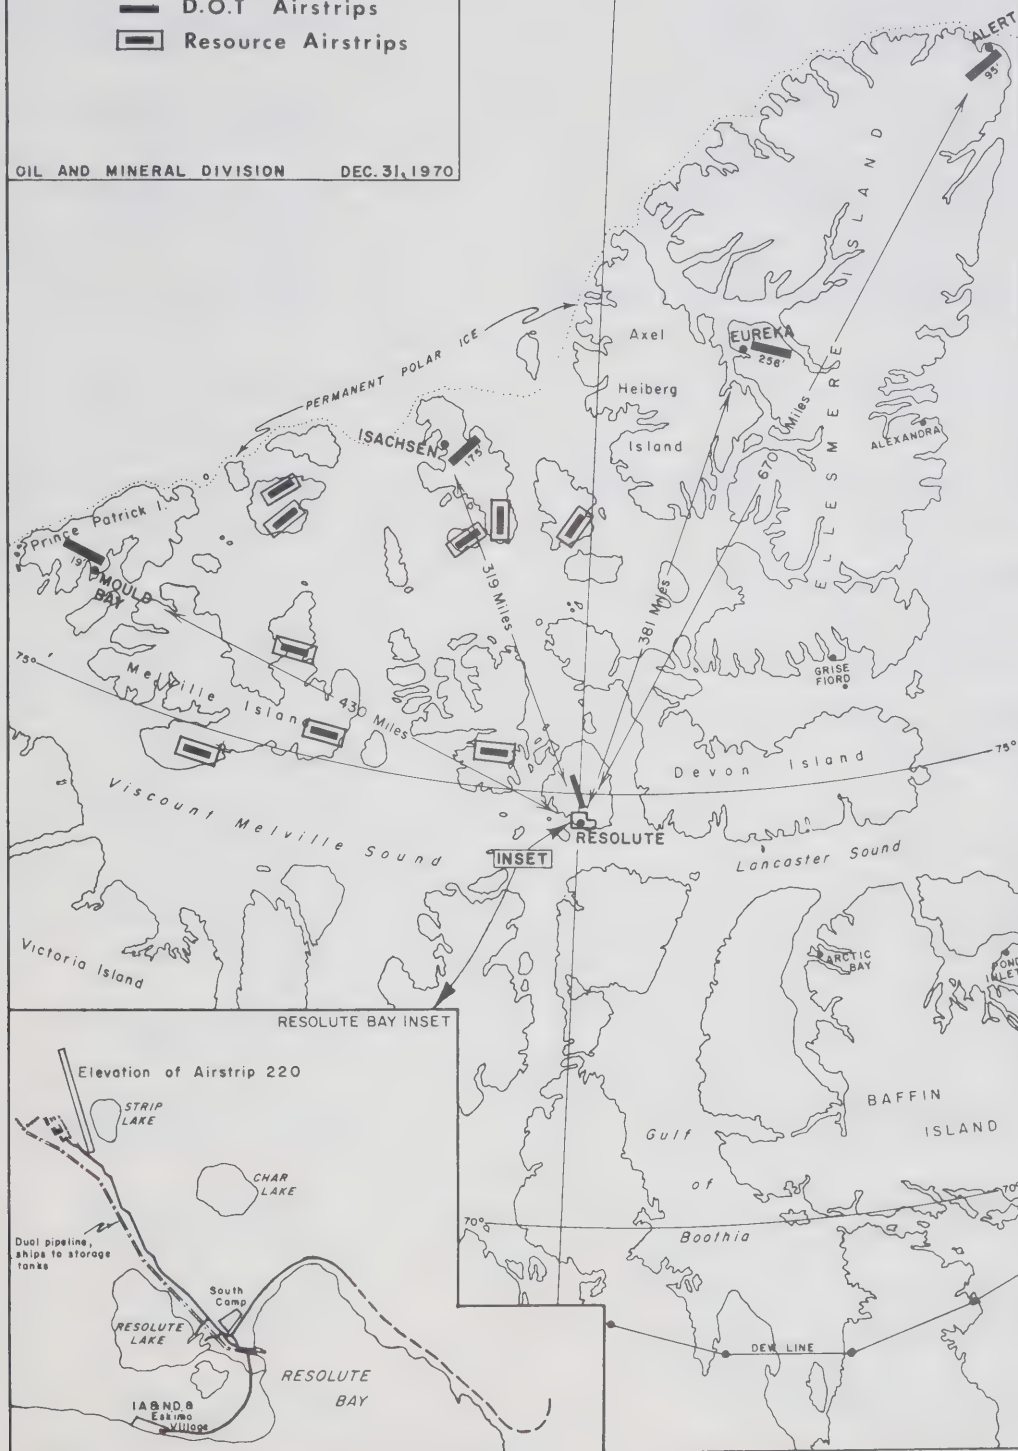 D.O.T Airstrips
Resource Airstrips
OIL AND MINERAL DIVISION DEC. 31, 1970
ALERT
95'
PERMANENT POLAR ICE
Axel
Heiberg
Island
EUREKA
256'
ELLESMERE ISLAND
ALEXANDRA
ISACHSEN
175'
Prince Patrick I.
19'
MOULD
BAY
319 Miles
381 Miles
670 Miles
430 Miles
75°
Melville Island
GRISE
FIORD
Devon Island
75°
Viscount Melville Sound
RESOLUTE
INSET
Lancaster Sound
Victoria Island
ARCTIC
BAY
POND
INLET
RESOLUTE BAY INSET
Elevation of Airstrip 220
STRIP
LAKE
CHAR
LAKE
Dual pipeline,
ships to storage
tanks
South
Camp
RESOLUTE
LAKE
RESOLUTE
BAY
I A & N D &
Eskimo
Village
BAFFIN
ISLAND
Gulf
of
Boothia
70°
70°
DEW LINE